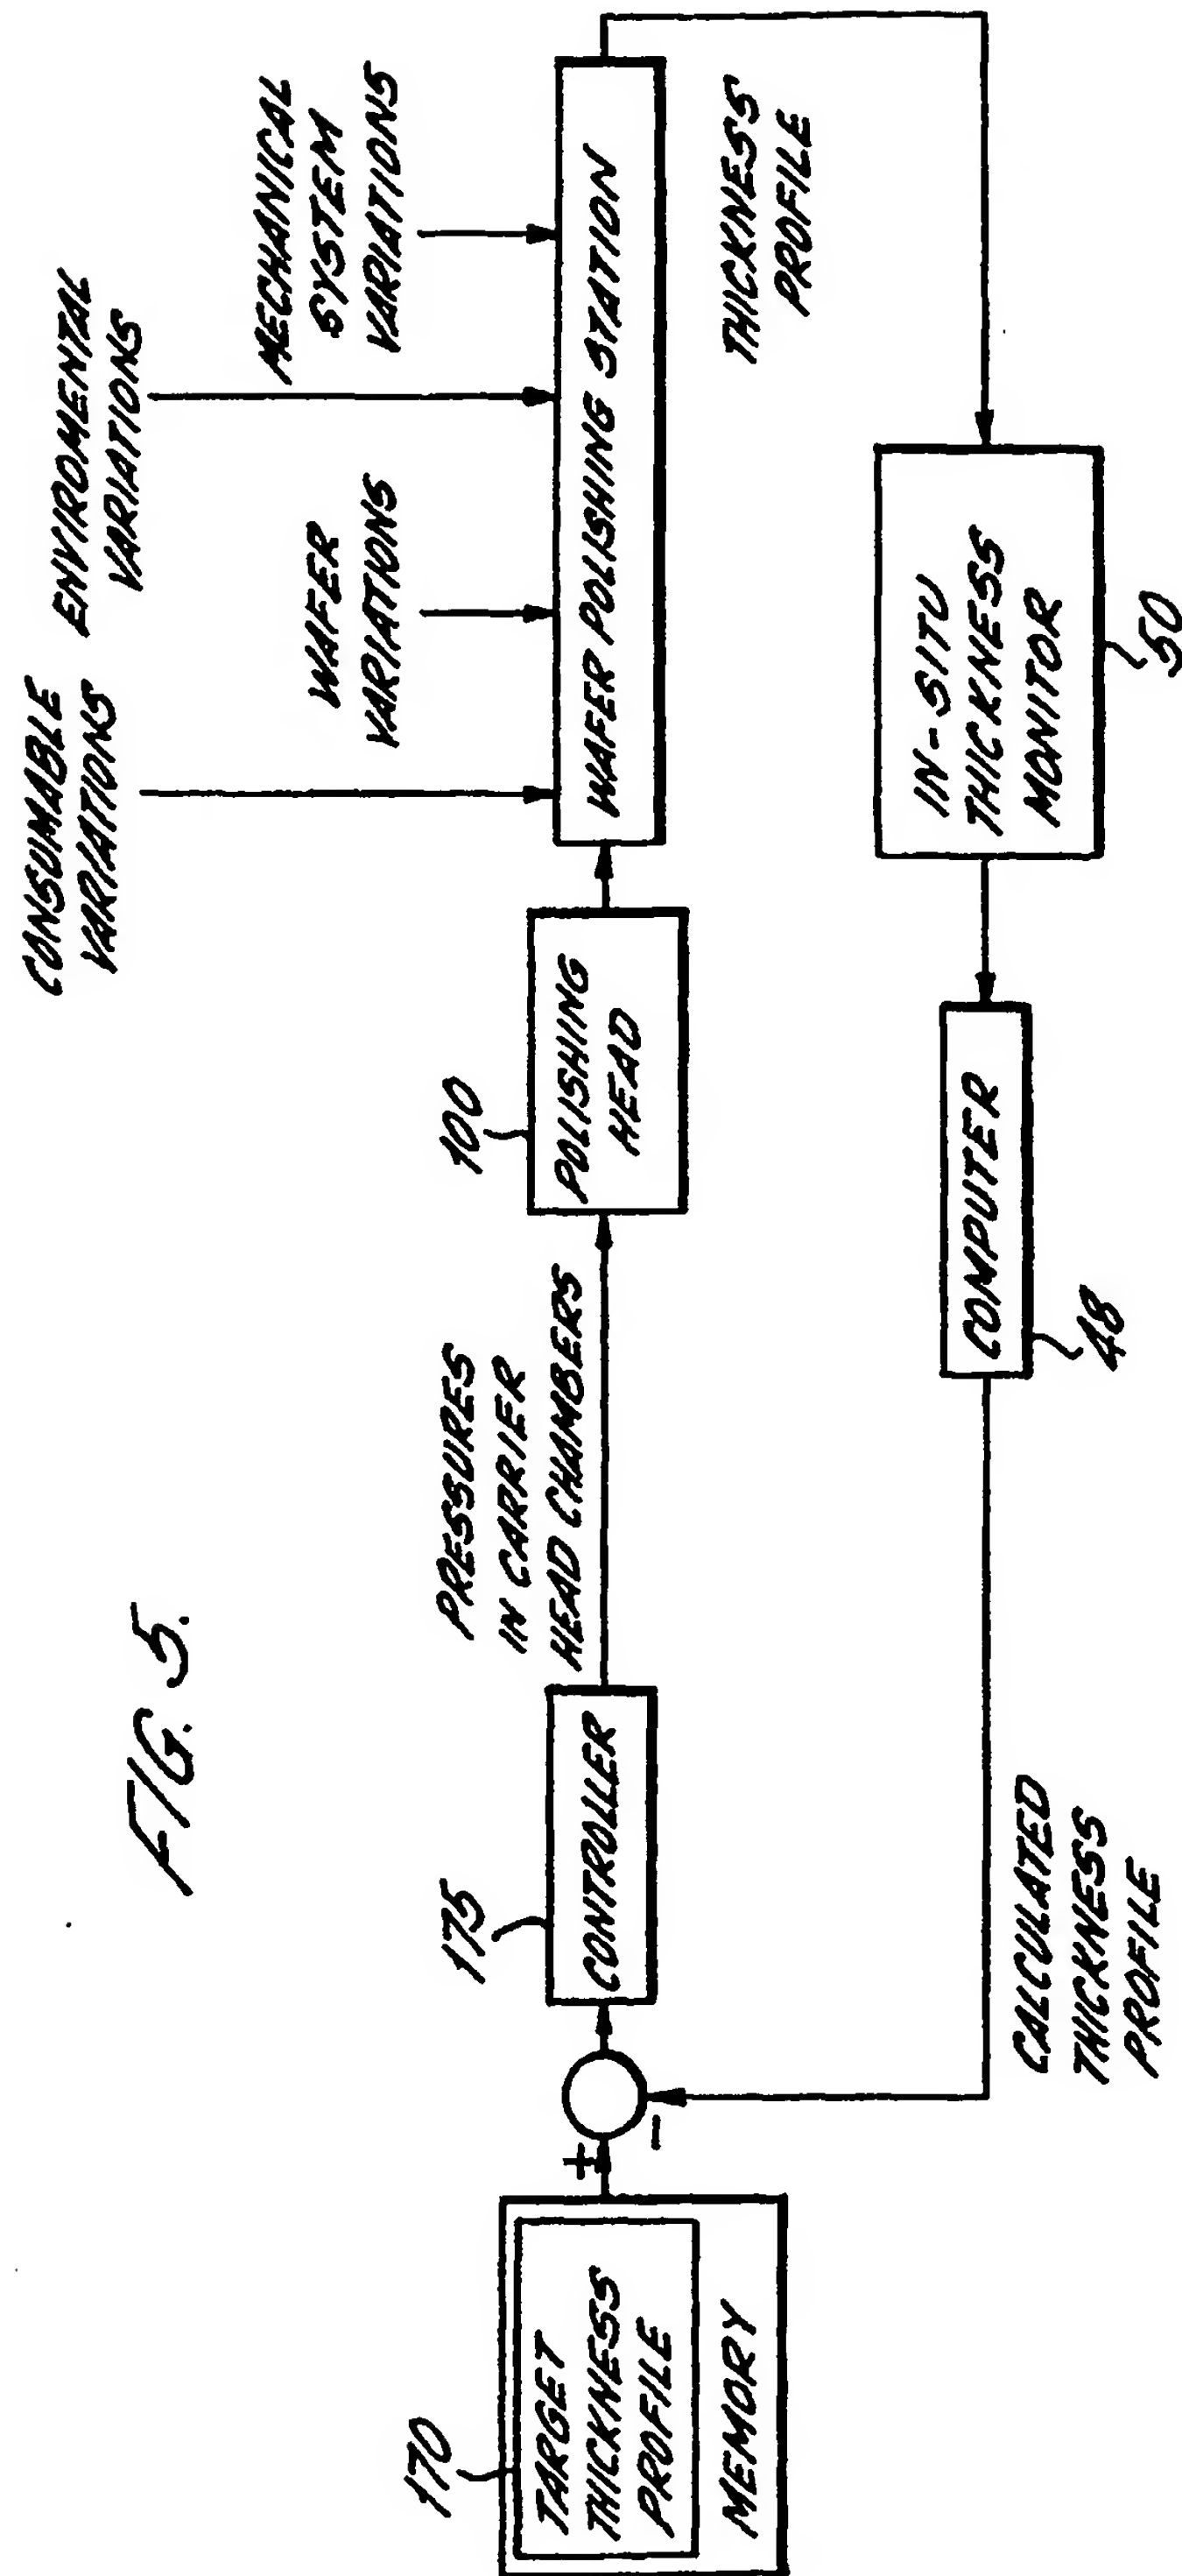 FIG. 5.
CONSUMABLE
VARIATIONS
ENVIROMENTAL
VARIATIONS
WAFER
VARIATIONS
MECHANICAL
SYSTEM
VARIATIONS
170
TARGET
THICKNESS
PROFILE
MEMORY
+
-
175
CONTROLLER
PRESSURES
IN CARRIER
HEAD CHAMBERS
100
POLISHING
HEAD
WAFER POLISHING STATION
THICKNESS
PROFILE
IN-SITU
THICKNESS
MONITOR
50
COMPUTER
48
CALCULATED
THICKNESS
PROFILE